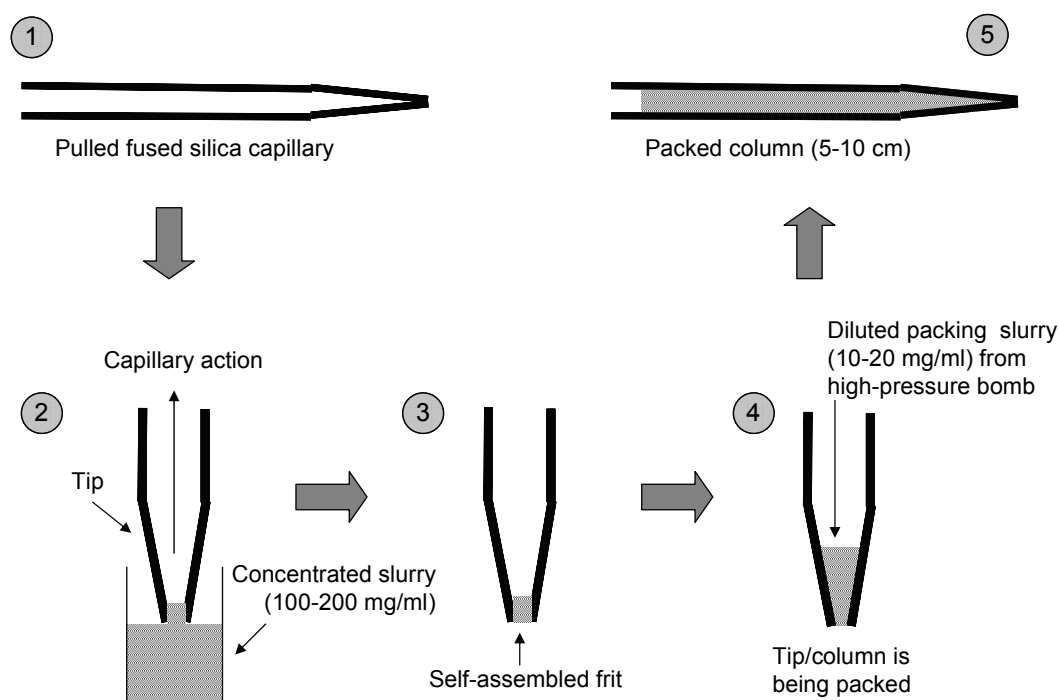 1
Pulled fused silica capillary
5
Packed column (5-10 cm)
2
Capillary action
Tip
Concentrated slurry
(100-200 mg/ml)
3
Self-assembled frit
4
Diluted packing slurry
(10-20 mg/ml) from
high-pressure bomb
Tip/column is
being packed